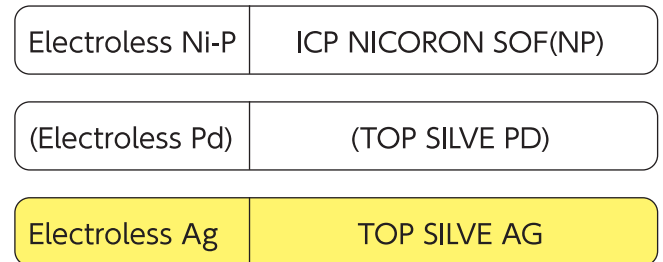 Electroless Ni-P ICP NICORON SOF(NP)
(Electroless Pd) (TOP SILVE PD)
Electroless Ag TOP SILVE AG